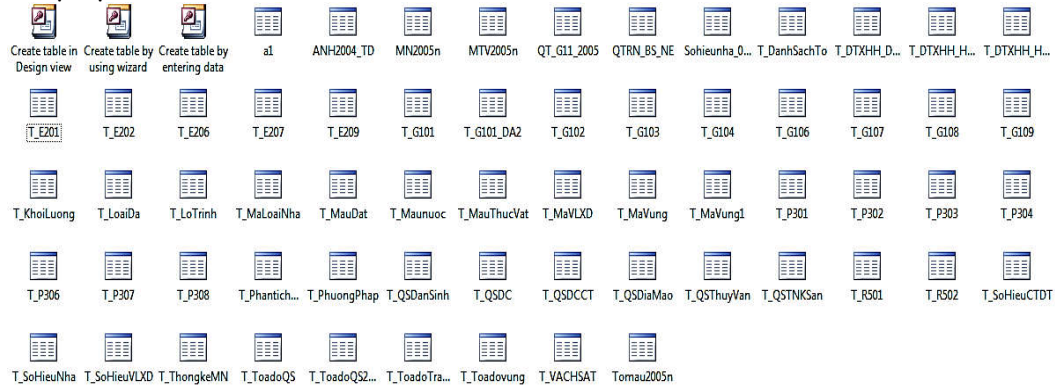 Create table in Create table by Create table by a1 ANH2004_TD MN2005n MTV2005n QT_G11_2005 QTRN_BS_NE Sohieunha_0... T_DanhSachTo T_DTXHH_D... T_DTXHH_H... T_DTXHH_H...
Design view using wizard entering data
T_E201 T_E202 T_E206 T_E207 T_E209 T_G101 T_G101_DA2 T_G102 T_G103 T_G104 T_G106 T_G107 T_G108 T_G109
T_KhoiLuong T_LoaiDa T_LoTrinh T_MaLoaiNha T_MauDat T_Maunuoc T_MauThucVat T_MaVLXD T_MaVung T_MaVung1 T_P301 T_P302 T_P303 T_P304
T_P306 T_P307 T_P308 T_Phantich... T_PhuongPhap T_QSDanSinh T_QSDC T_QSDCCT T_QSDiaMao T_QSThuyVan T_QSTNKSan T_R501 T_R502 T_SoHieuCTDT
T_SoHieuNha T_SoHieuVLXD T_ThongkeMN T_ToadoQS T_ToadoQS2... T_ToadoTra... T_Toadovung T_VACHSAT Tomau2005n